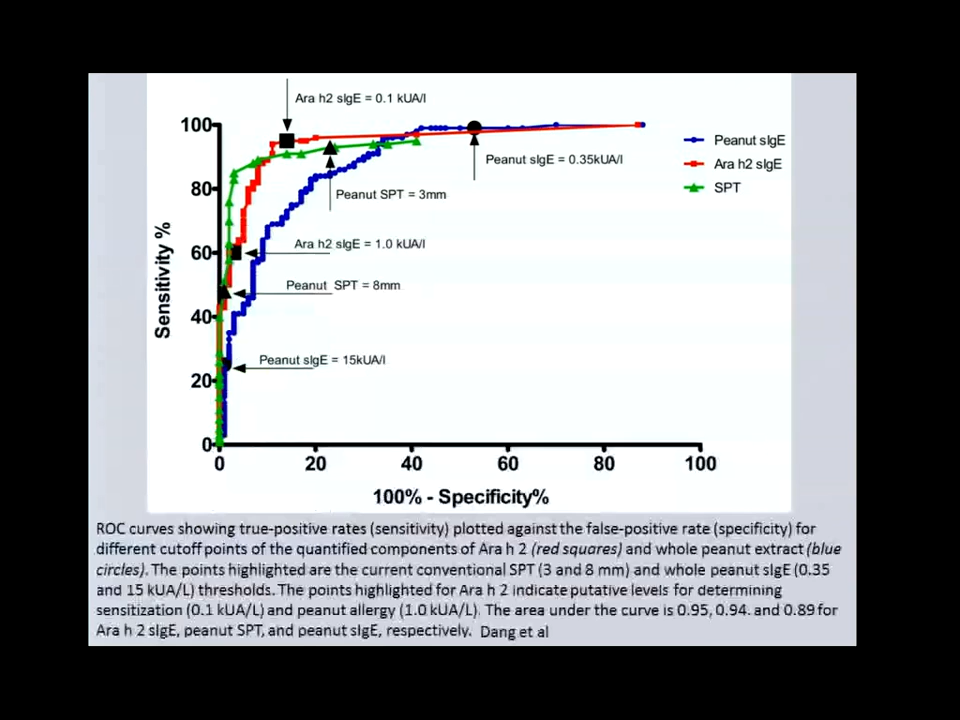 Ara h2 sIgE = 0.1 kUA/l
100
Peanut sIgE
Peanut sIgE = 0.35kUA/l
Ara h2 sIgE
80
Peanut SPT = 3mm
SPT
Sensitivity %
60
Ara h2 sIgE = 1.0 kUA/l
Peanut SPT = 8mm
40
Peanut sIgE = 15kUA/l
20
0
0 20 40 60 80 100
100% - Specificity%
ROC curves showing true-positive rates (sensitivity) plotted against the false-positive rate (specificity) for
different cutoff points of the quantified components of Ara h 2 (red squares) and whole peanut extract (blue
circles). The points highlighted are the current conventional SPT (3 and 8 mm) and whole peanut sIgE (0.35
and 15 kUA/L) thresholds. The points highlighted for Ara h 2 indicate putative levels for determining
sensitization (0.1 kUA/L) and peanut allergy (1.0 kUA/L). The area under the curve is 0.95, 0.94. and 0.89 for
Ara h 2 sIgE, peanut SPT, and peanut sIgE, respectively. Dang et al